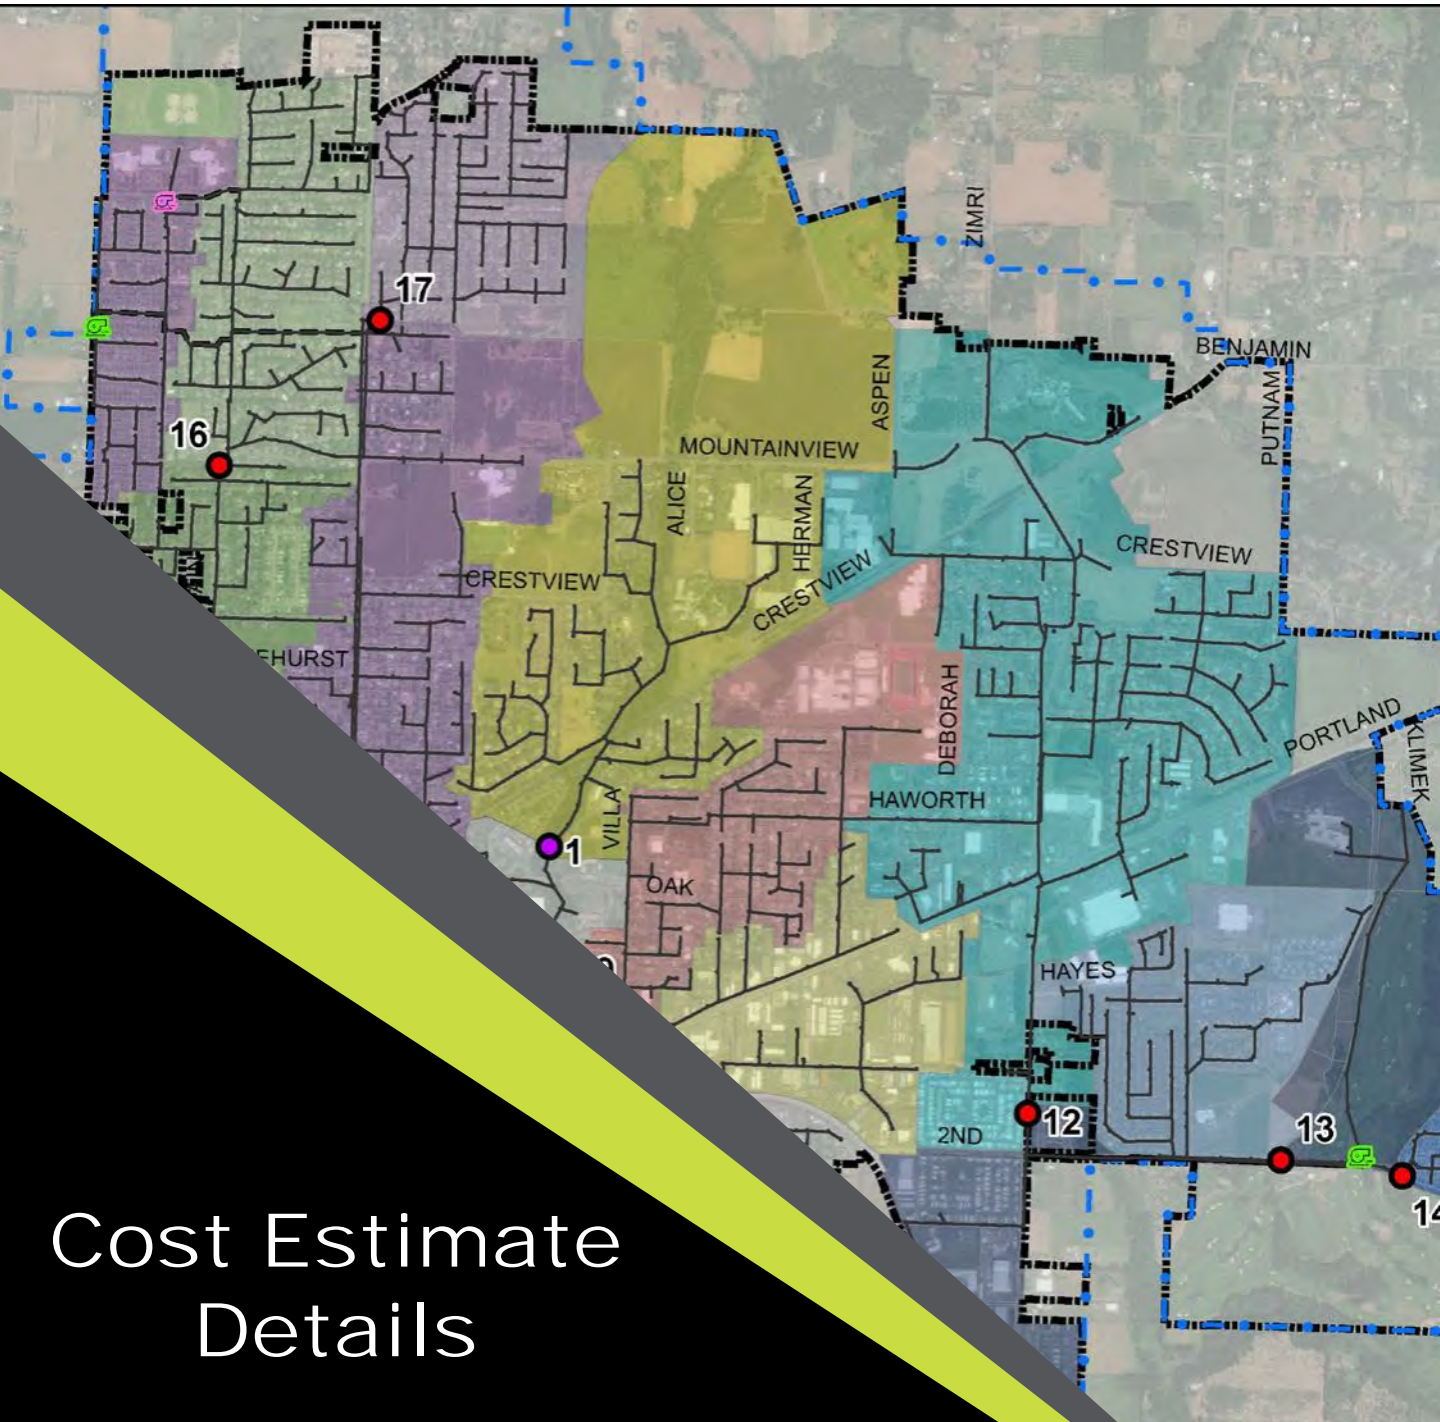 ZIMRI
17
BENJAMIN
ASPEN
PUTNAM
16
MOUNTAINVIEW
ALICE
HERMAN
CRESTVIEW
CRESTVIEW
CRESTVIEW
EHURST
DEBORAH
PORTLAND
KLIMEK
HAWORTH
VILLA
1
OAK
9
HAYES
12
2ND
13
14
Cost Estimate
Details